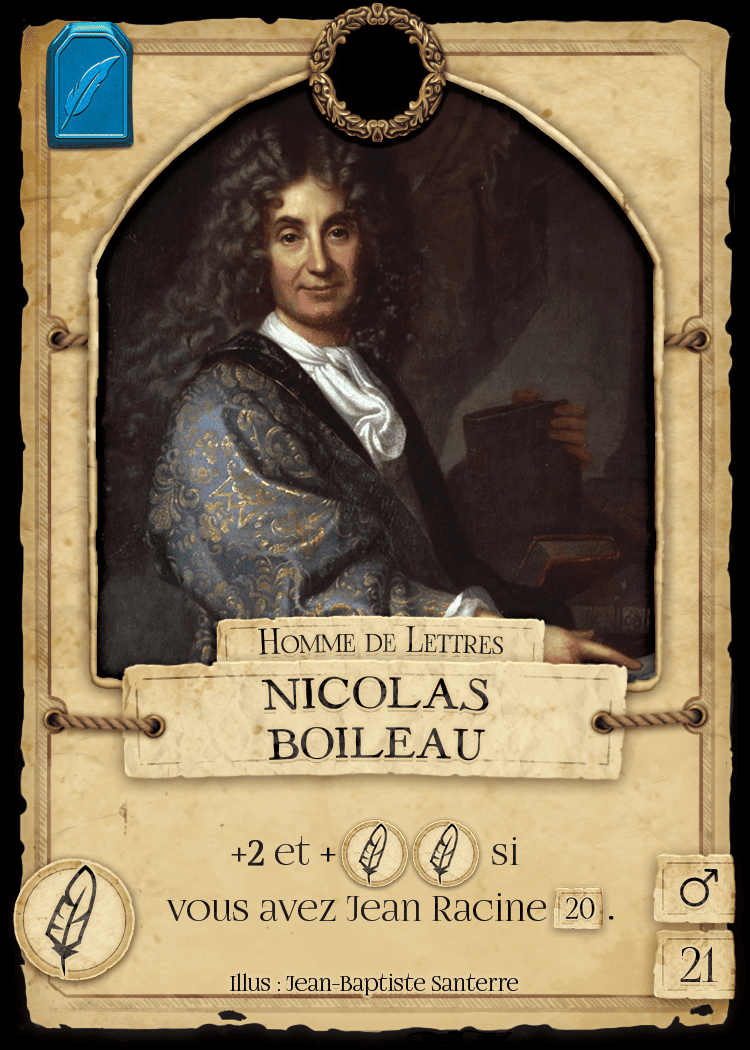 HOMME DE LETTRES
NICOLAS
BOILEAU
+2 et + si
vous avez Jean Racine 20 .
♂
21
Illus : Jean-Baptiste Santerre